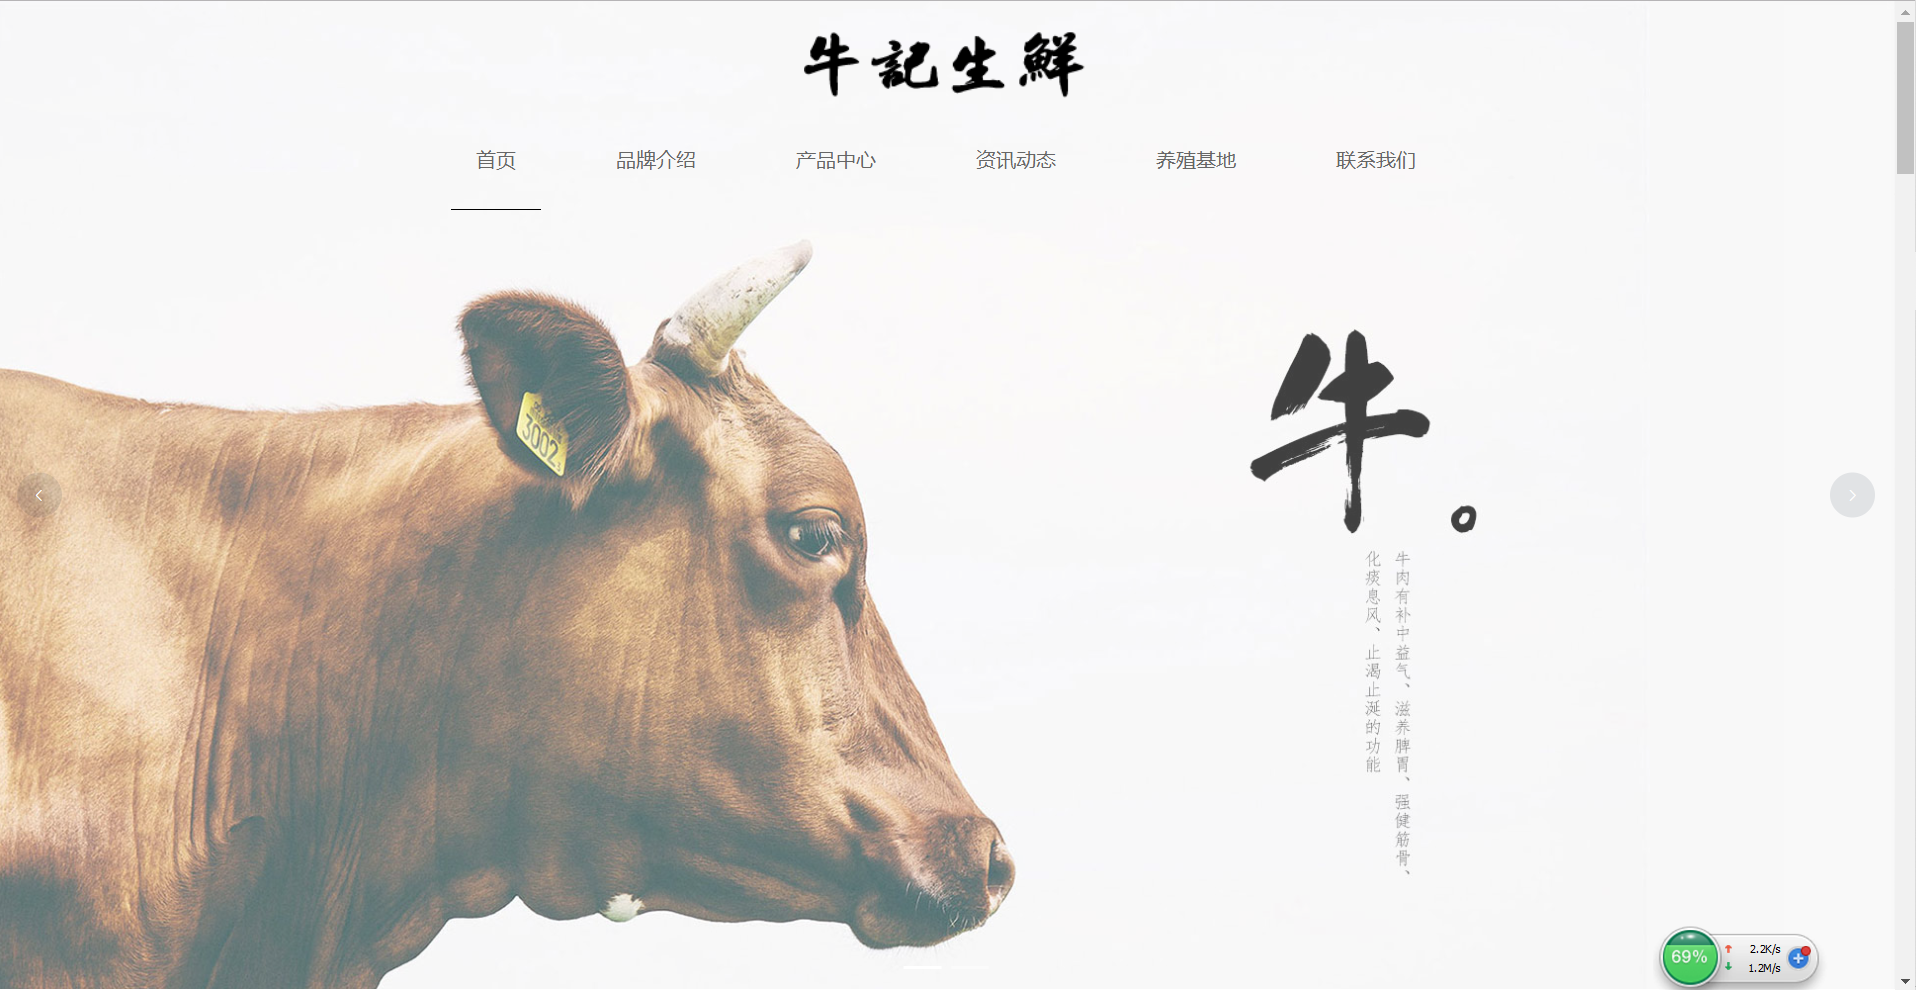 牛記生鮮
首页
品牌介绍
产品中心
资讯动态
养殖基地
联系我们
3002
牛。
牛肉有补中益气、滋养脾胃、强健筋骨、
化痰息风、止渴止涎的功能
69%
2.2K/s
1.2M/s